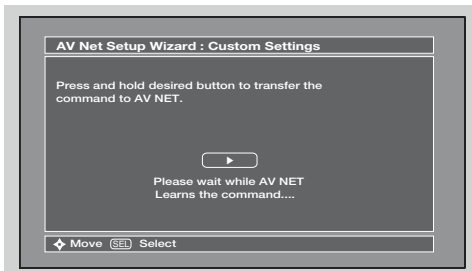 AV Net Setup Wizard : Custom Settings
Press and hold desired button to transfer the
command to AV NET.
Please wait while AV NET
Learns the command....
Move SEL Select